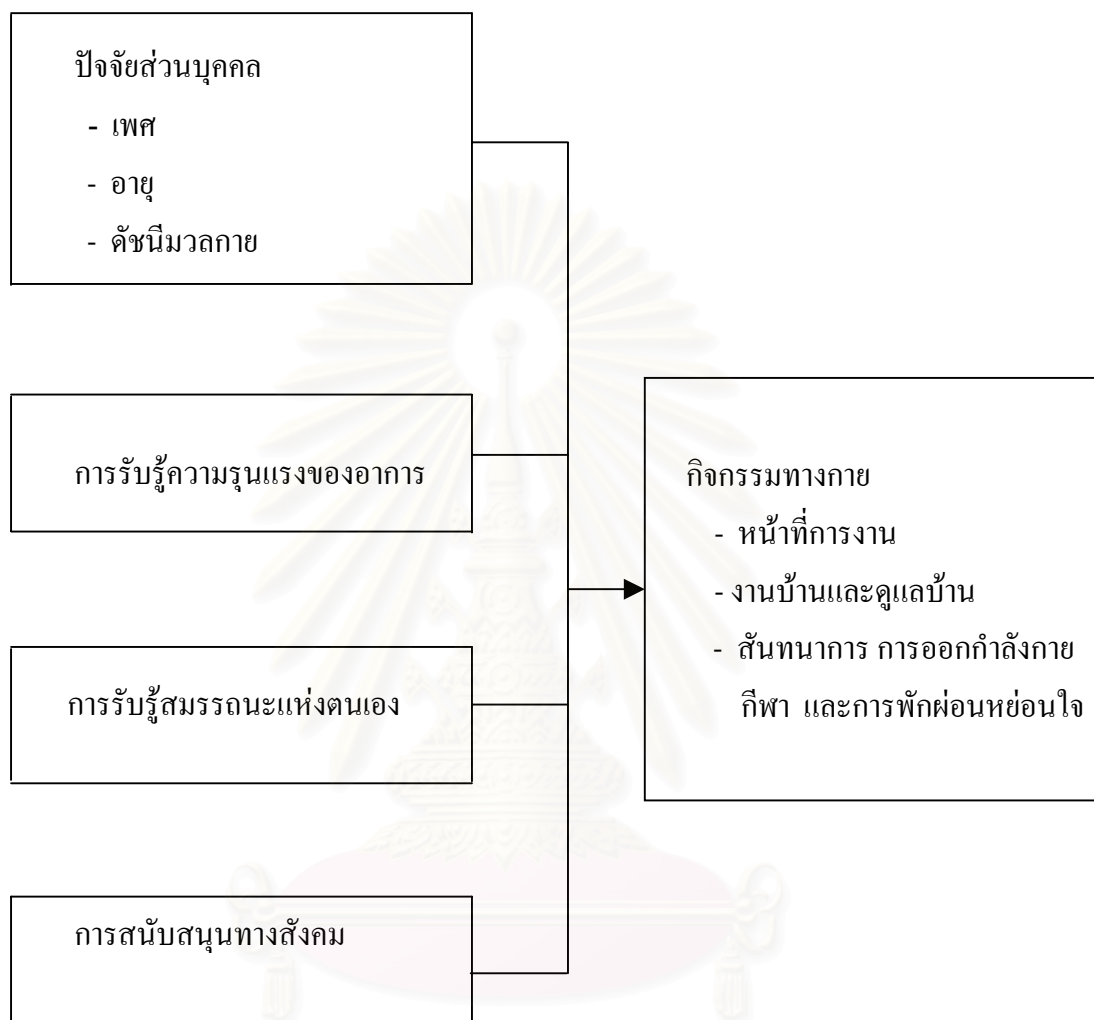 ปัจจัยส่วนบุคคล
- เพศ
- อายุ
- ดัชนีมวลกาย
การรับรู้ความรุนแรงของอาการ
การรับรู้สมรรถนะแห่งตนเอง
การสนับสนุนทางสังคม
กิจกรรมทางกาย
- หน้าที่การงาน
- งานบ้านและดูแลบ้าน
- สันทนาการ การออกกำลังกาย
กีฬา และการพักผ่อนหย่อนใจ